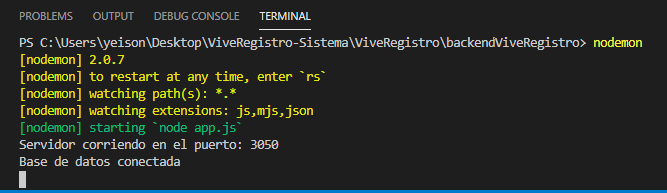 PROBLEMS OUTPUT DEBUG CONSOLE TERMINAL
PS C:\Users\yeison\Desktop\ViveRegistro-Sistema\ViveRegistro\backendViveRegistro> nodemon
[nodemon] 2.0.7
[nodemon] to restart at any time, enter `rs`
[nodemon] watching path(s): *.*
[nodemon] watching extensions: js,mjs,json
[nodemon] starting `node app.js`
Servidor corriendo en el puerto: 3050
Base de datos conectada